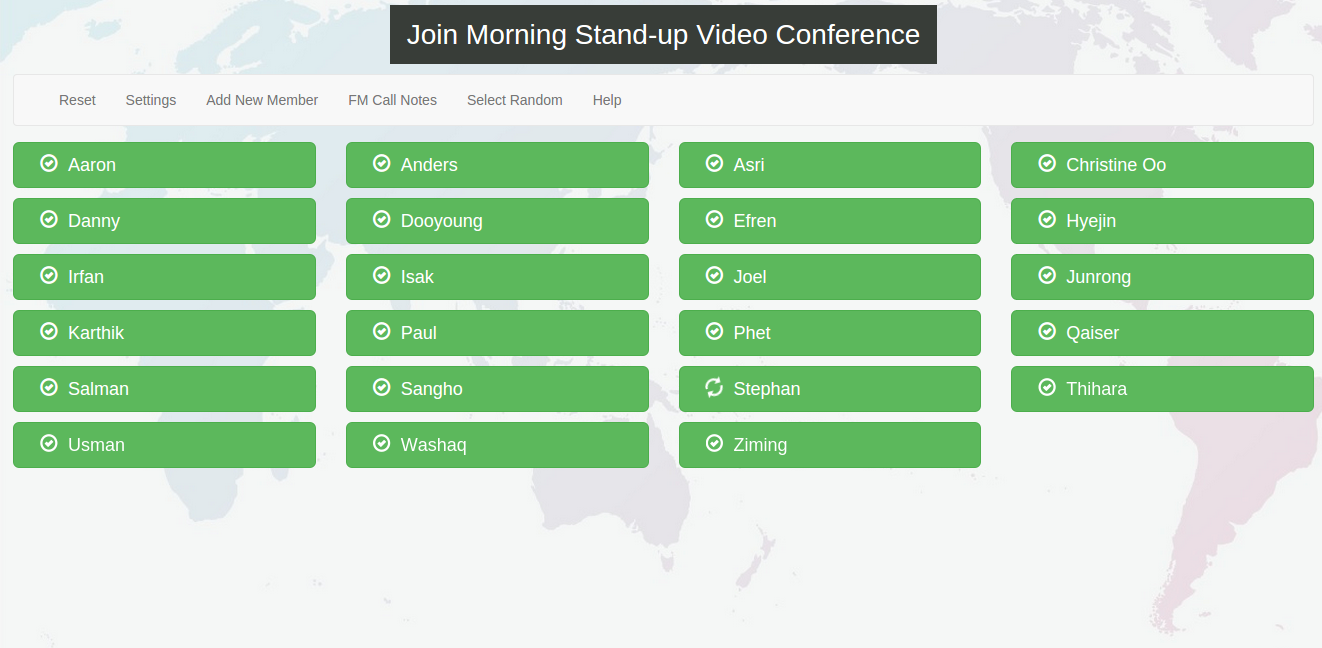 Join Morning Stand-up Video Conference
Reset Settings Add New Member FM Call Notes Select Random Help
Aaron Anders Asri Christine Oo
Danny Dooyoung Efren Hyejin
Irfan Isak Joel Junrong
Karthik Paul Phet Qaiser
Salman Sangho Stephan Thihara
Usman Washaq Ziming